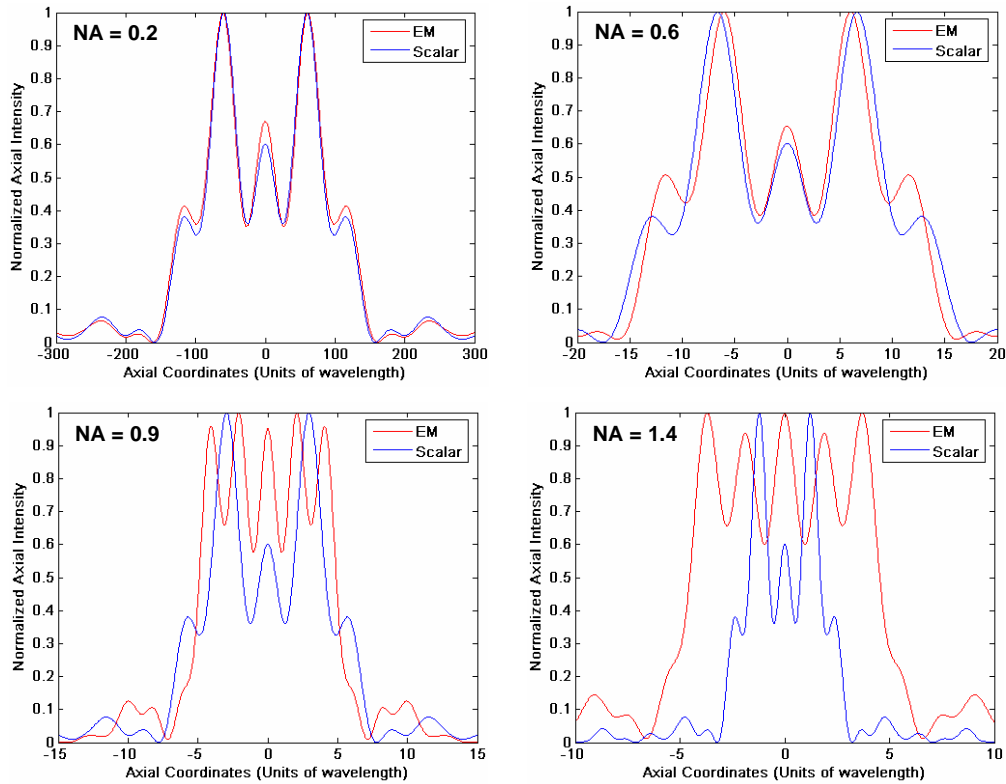 NA = 0.2
EM
Scalar
1
0.9
0.8
0.7
0.6
0.5
0.4
0.3
0.2
0.1
0
Normalized Axial Intensity
-300 -200 -100 0 100 200 300
Axial Coordinates (Units of wavelength)
NA = 0.6
EM
Scalar
1
0.9
0.8
0.7
0.6
0.5
0.4
0.3
0.2
0.1
0
Normalized Axial Intensity
-20 -15 -10 -5 0 5 10 15 20
Axial Coordinates (Units of wavelength)
NA = 0.9
EM
Scalar
1
0.9
0.8
0.7
0.6
0.5
0.4
0.3
0.2
0.1
0
Normalized Axial Intensity
-15 -10 -5 0 5 10 15
Axial Coordinates (Units of wavelength)
NA = 1.4
EM
Scalar
1
0.9
0.8
0.7
0.6
0.5
0.4
0.3
0.2
0.1
0
Normalized Axial Intensity
-10 -5 0 5 10
Axial Coordinates (Units of wavelength)